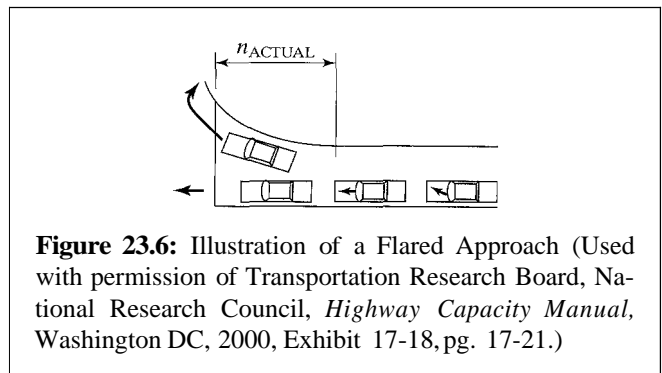 n_ACTUAL
Figure 23.6: Illustration of a Flared Approach (Used
with permission of Transportation Research Board, Na-
tional Research Council, Highway Capacity Manual,
Washington DC, 2000, Exhibit 17-18, pg. 17-21.)